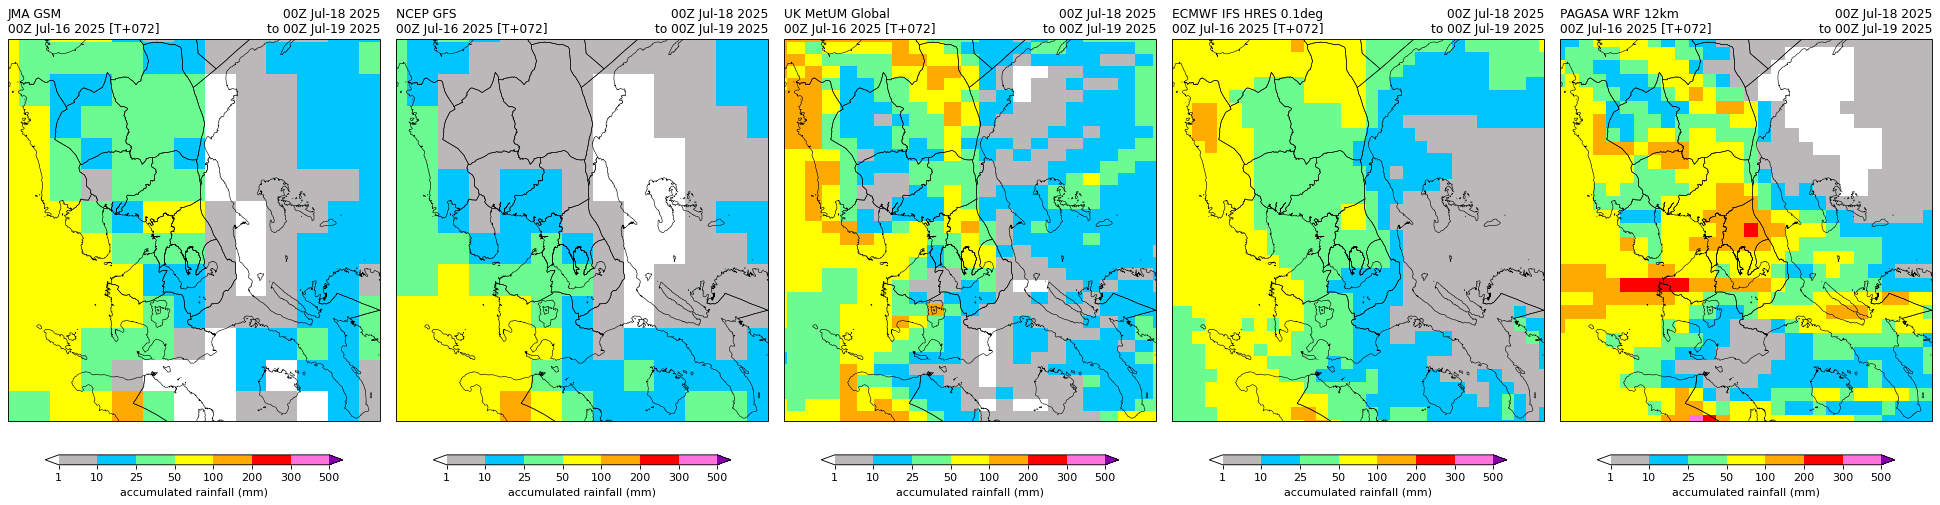 JMA GSM 00Z Jul-18 2025
00Z Jul-16 2025 [T+072] to 00Z Jul-19 2025
1 10 25 50 100 200 300 500
accumulated rainfall (mm)
NCEP GFS 00Z Jul-18 2025
00Z Jul-16 2025 [T+072] to 00Z Jul-19 2025
1 10 25 50 100 200 300 500
accumulated rainfall (mm)
UK MetUM Global 00Z Jul-18 2025
00Z Jul-16 2025 [T+072] to 00Z Jul-19 2025
1 10 25 50 100 200 300 500
accumulated rainfall (mm)
ECMWF IFS HRES 0.1deg 00Z Jul-18 2025
00Z Jul-16 2025 [T+072] to 00Z Jul-19 2025
1 10 25 50 100 200 300 500
accumulated rainfall (mm)
PAGASA WRF 12km 00Z Jul-18 2025
00Z Jul-16 2025 [T+072] to 00Z Jul-19 2025
1 10 25 50 100 200 300 500
accumulated rainfall (mm)